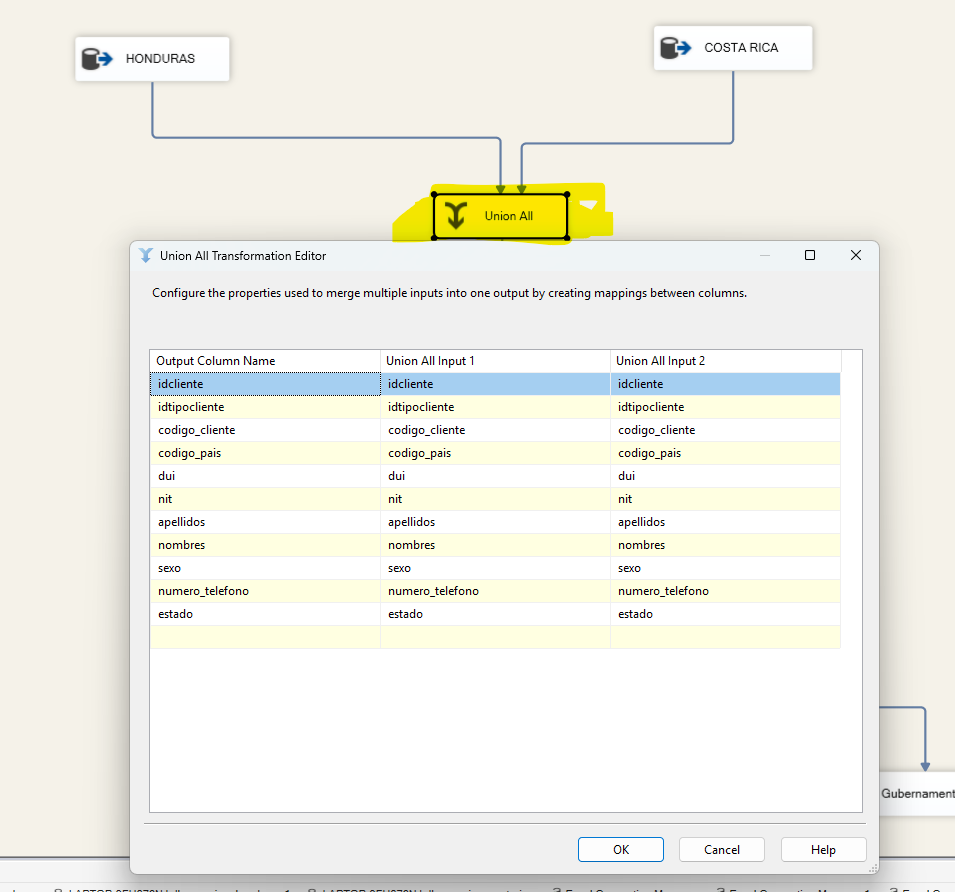 HONDURAS
COSTA RICA
Union All
Union All Transformation Editor
Configure the properties used to merge multiple inputs into one output by creating mappings between columns.
Output Column Name Union All Input 1 Union All Input 2
idcliente idcliente idcliente
idtipocliente idtipocliente idtipocliente
codigo_cliente codigo_cliente codigo_cliente
codigo_pais codigo_pais codigo_pais
dui dui dui
nit nit nit
apellidos apellidos apellidos
nombres nombres nombres
sexo sexo sexo
numero_telefono numero_telefono numero_telefono
estado estado estado
Gubernament
OK Cancel Help